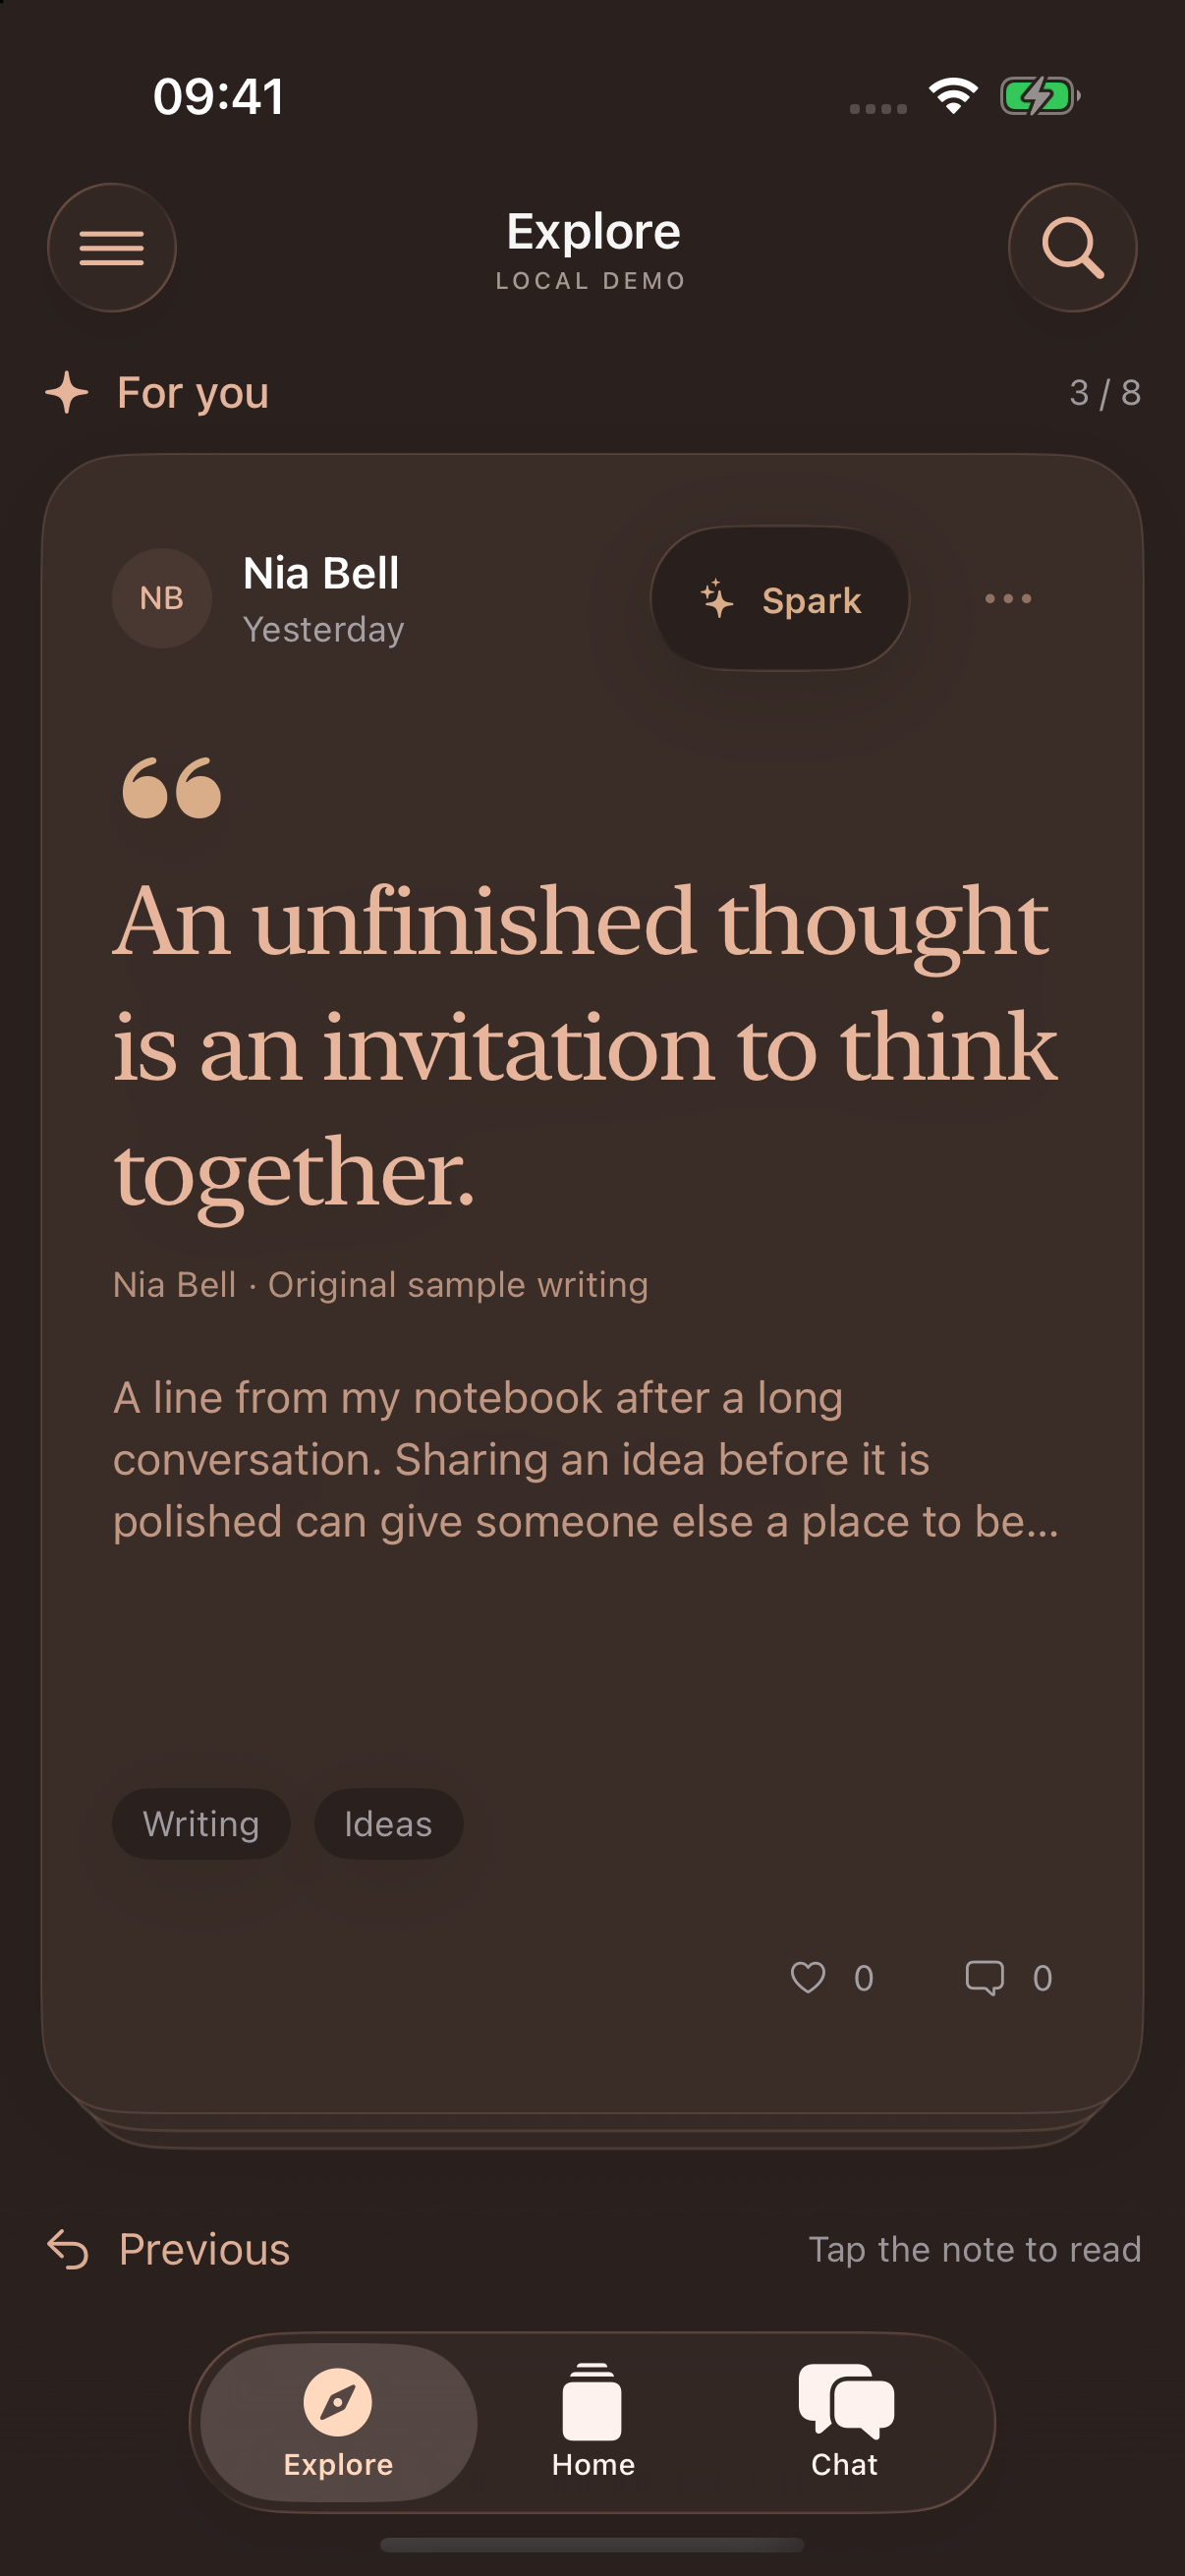 09:41
Explore
LOCAL DEMO
For you
3 / 8
NB
Nia Bell
Yesterday
Spark
“
An unfinished thought
is an invitation to think
together.
Nia Bell · Original sample writing
A line from my notebook after a long
conversation. Sharing an idea before it is
polished can give someone else a place to be...
Writing
Ideas
0
0
Previous
Tap the note to read
Explore
Home
Chat